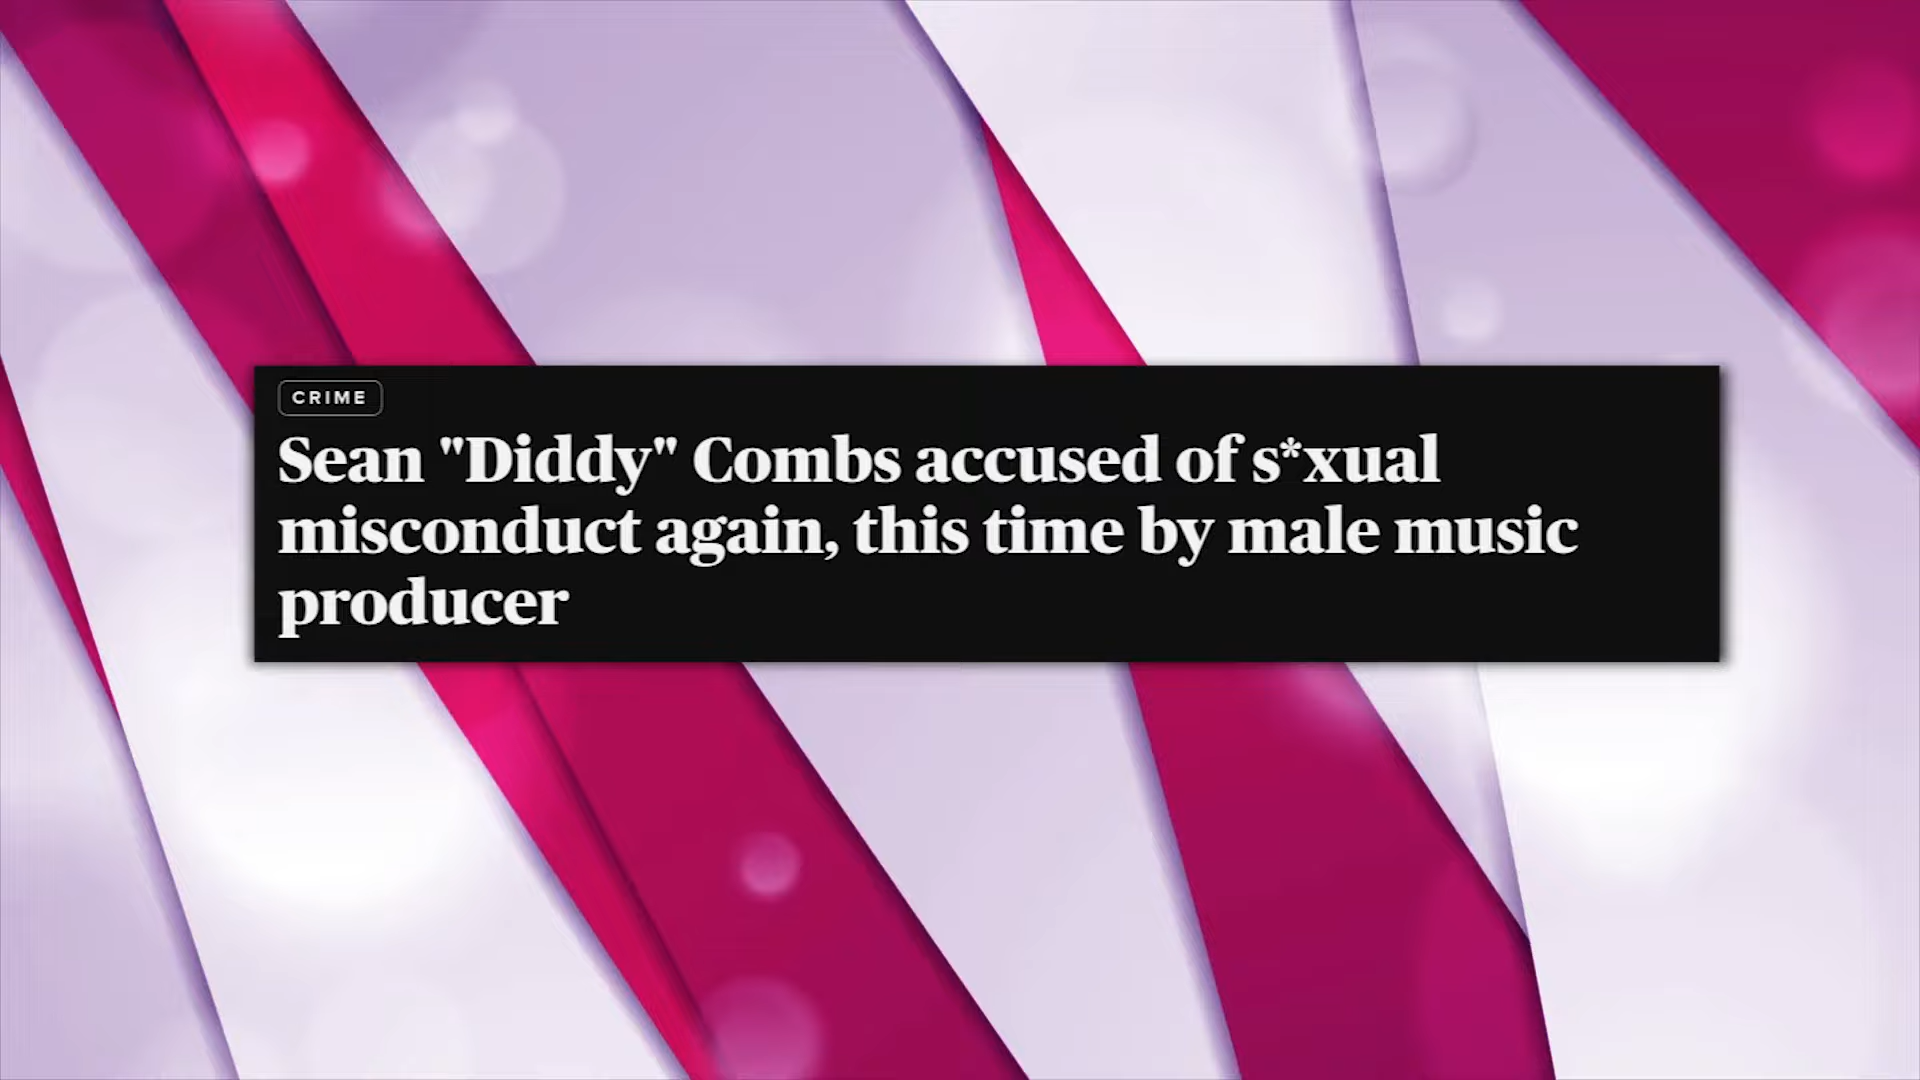 CRIME
Sean "Diddy" Combs accused of s*xual
misconduct again, this time by male music
producer